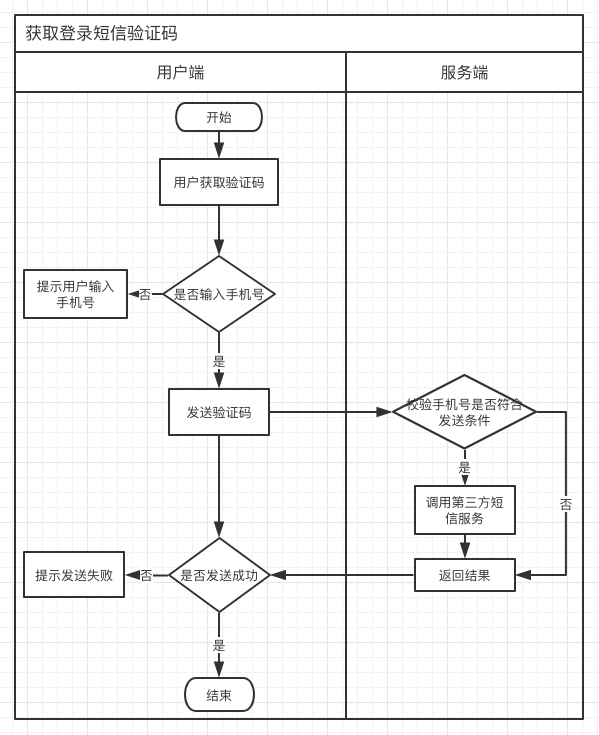 获取登录短信验证码
用户端
服务端
开始
用户获取验证码
是否输入手机号
否
提示用户输入
手机号
是
发送验证码
校验手机号是否符合
发送条件
是
否
调用第三方短
信服务
返回结果
是否发送成功
否
提示发送失败
是
结束